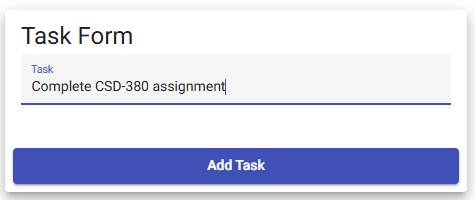 Task Form
Task
Complete CSD-380 assignment
Add Task